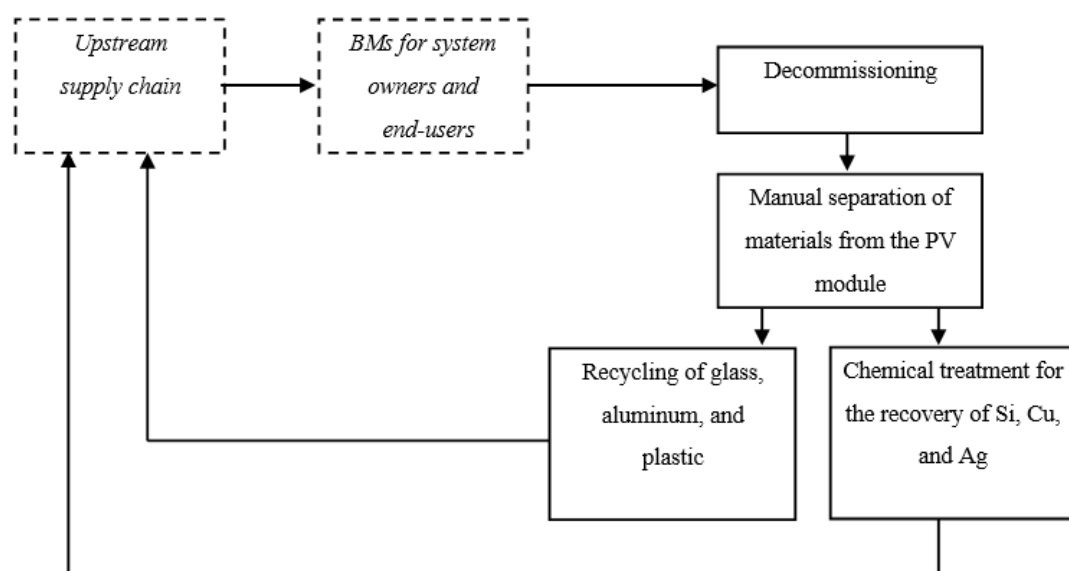 Upstream
supply chain
BMs for system
owners and
end-users
Decommissioning
Manual separation of
materials from the PV
module
Recycling of glass,
aluminum, and
plastic
Chemical treatment for
the recovery of Si, Cu,
and Ag